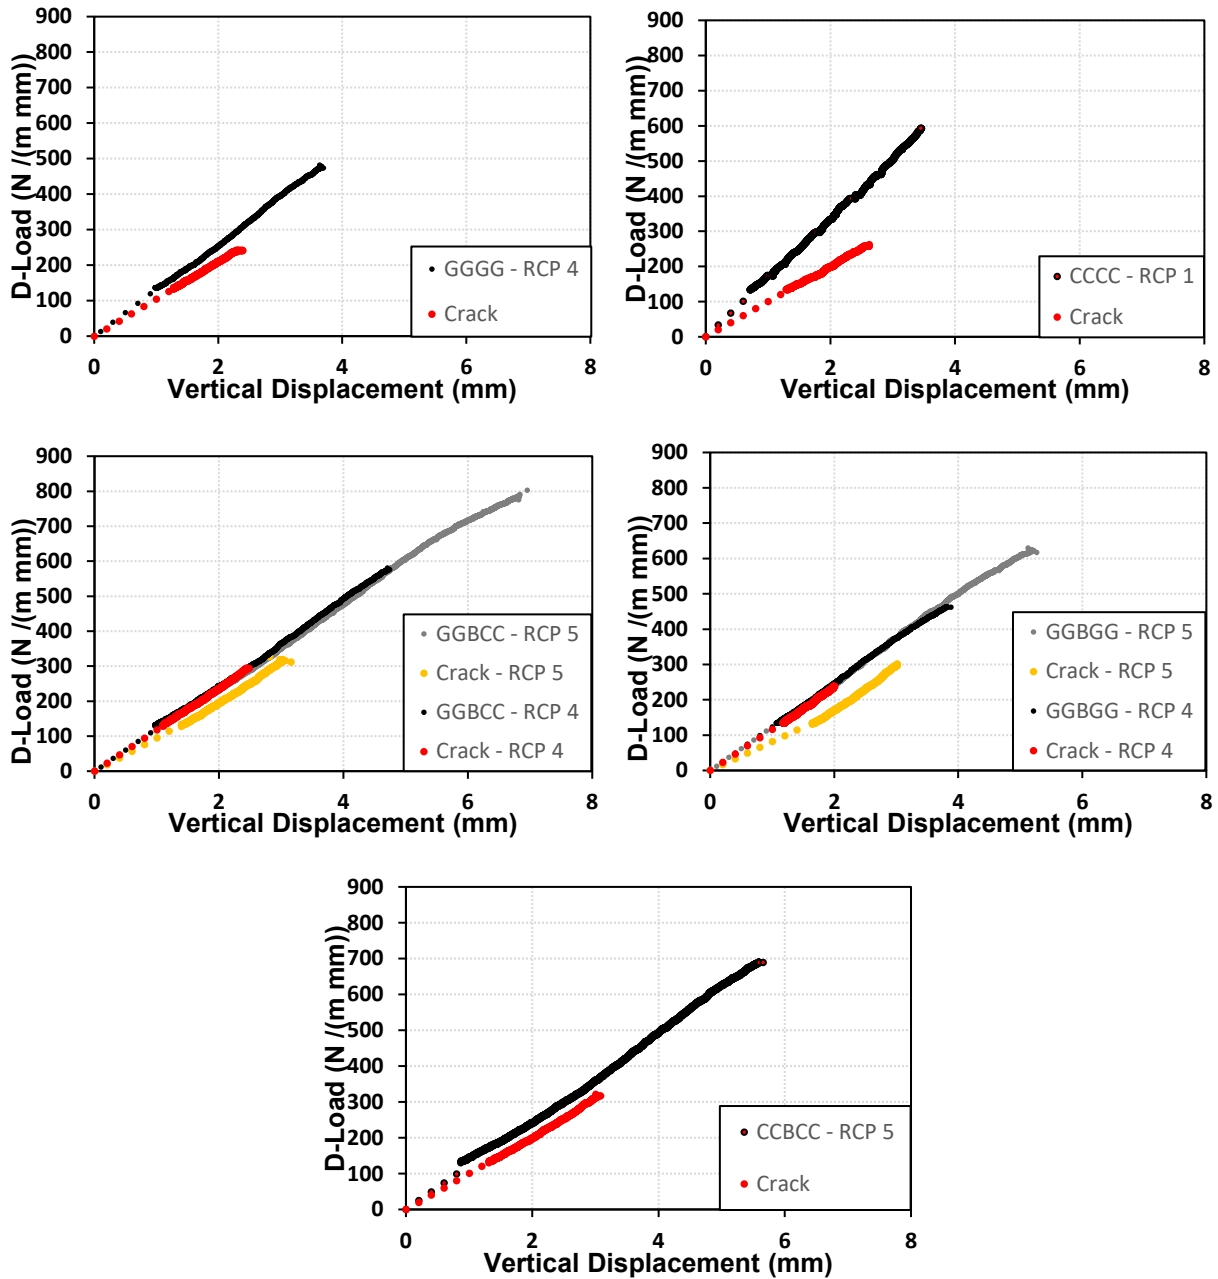 900
800
700
600
500
400
300
200
100
0
D-Load (N /(m mm))
GGGG - RCP 4
Crack
0 2 4 6 8
Vertical Displacement (mm)
900
800
700
600
500
400
300
200
100
0
D-Load (N /(m mm))
CCCC - RCP 1
Crack
0 2 4 6 8
Vertical Displacement (mm)
900
800
700
600
500
400
300
200
100
0
D-Load (N /(m mm))
GGBCC - RCP 5
Crack - RCP 5
GGBCC - RCP 4
Crack - RCP 4
0 2 4 6 8
Vertical Displacement (mm)
900
800
700
600
500
400
300
200
100
0
D-Load (N /(m mm))
GGBGG - RCP 5
Crack - RCP 5
GGBGG - RCP 4
Crack - RCP 4
0 2 4 6 8
Vertical Displacement (mm)
900
800
700
600
500
400
300
200
100
0
D-Load (N /(m mm))
CCBCC - RCP 5
Crack
0 2 4 6 8
Vertical Displacement (mm)